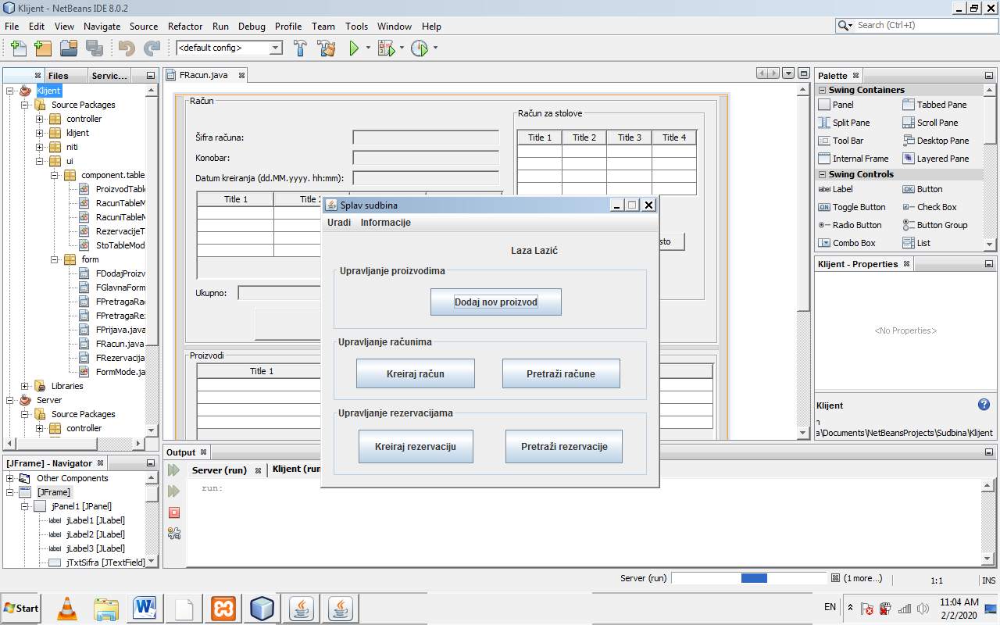 Klijent - NetBeans IDE 8.0.2
File Edit View Navigate Source Refactor Run Debug Profile Team Tools Window Help
Search (Ctrl+I)
<default config>
Files
Servic...
Klijent
Source Packages
controller
klijent
niti
ui
component.table
ProizvodTable
RacunTableM
RacuniTableM
RezervacijeT
StoTableMod
form
FDodajProizv
FGlavnaForm
FPretragaRac
FPretragaRez
FPrijava.java
FRacun.java
FRezervacija
FormMode.ja
Libraries
Server
Source Packages
controller
[JFrame] - Navigator
Other Components
[JFrame]
jPanel1 [JPanel]
label jLabel1 [JLabel]
label jLabel2 [JLabel]
label jLabel3 [JLabel]
jTxtSifra [JTextField]
FRacun.java
Račun
Šifra računa:
Konobar:
Datum kreiranja (dd.MM.yyyy. hh:mm):
Title 1 Title 2
Ukupno:
Račun za stolove
Title 1 Title 2 Title 3 Title 4
sto
Proizvodi
Title 1
Splav sudbina
Uradi Informacije
Laza Lazić
Upravljanje proizvodima
Dodaj nov proizvod
Upravljanje računima
Kreiraj račun Pretraži račune
Upravljanje rezervacijama
Kreiraj rezervaciju Pretraži rezervacije
Output
Server (run) Klijent (run
run:
Palette
Swing Containers
Panel Tabbed Pane
Split Pane Scroll Pane
Tool Bar Desktop Pane
Internal Frame Layered Pane
Swing Controls
label Label OK Button
ON Toggle Button Check Box
Radio Button Button Group
Combo Box List
Klijent - Properties
<No Properties>
Klijent
a\Documents\NetBeansProjects\Sudbina\Klijent
Server (run) (1 more...) 1:1 INS
Start
EN
11:04 AM
2/2/2020